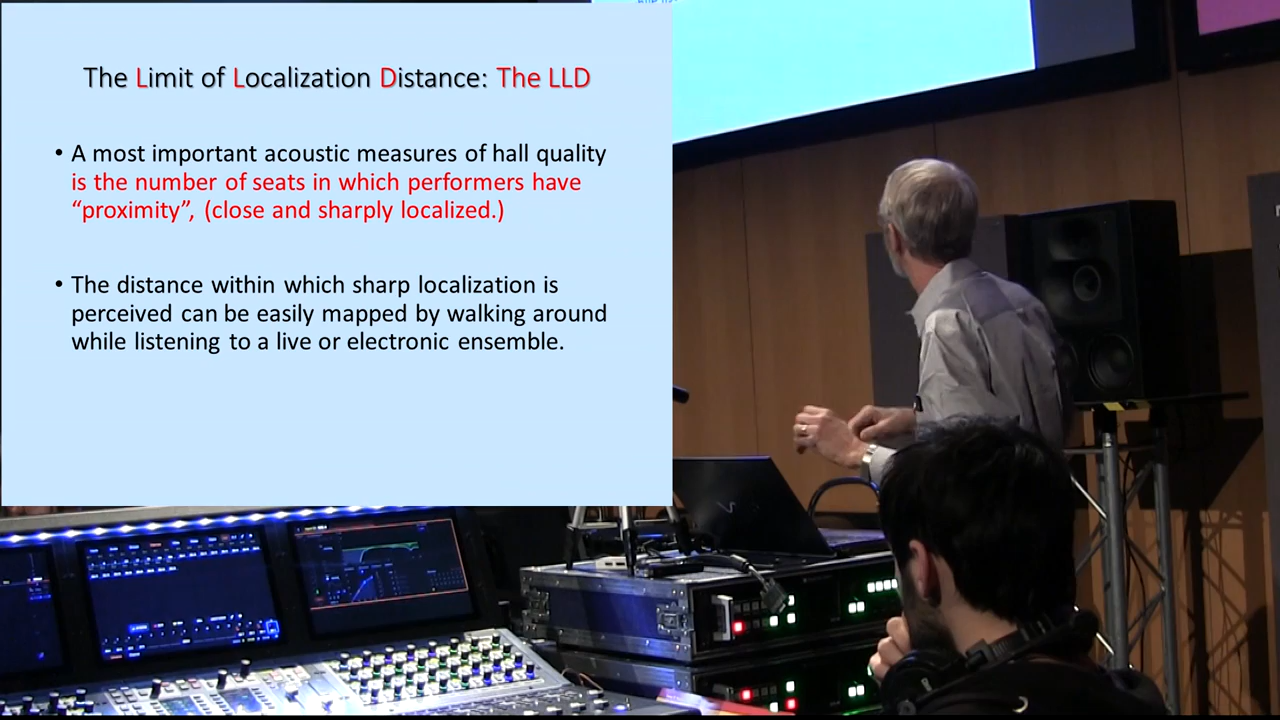 The Limit of Localization Distance: The LLD
• A most important acoustic measures of hall quality
is the number of seats in which performers have
“proximity”, (close and sharply localized.)
• The distance within which sharp localization is
perceived can be easily mapped by walking around
while listening to a live or electronic ensemble.